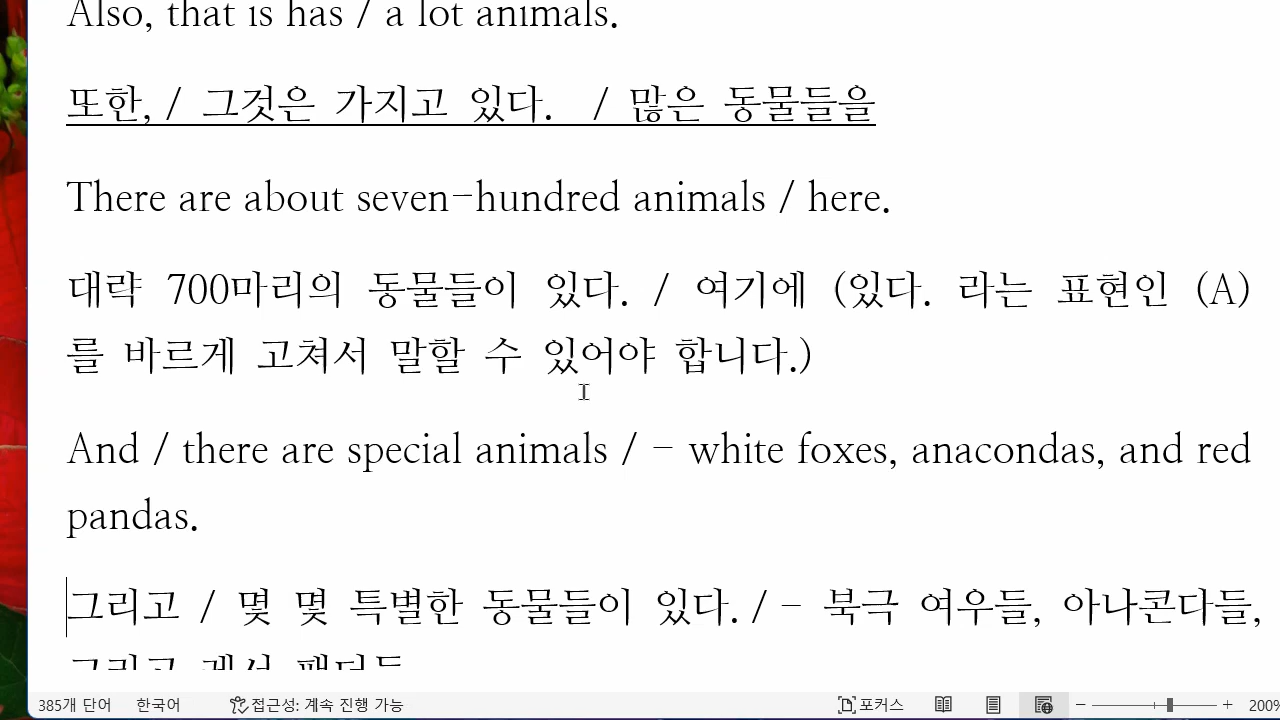 Also, that is has / a lot animals.
또한, / 그것은 가지고 있다. / 많은 동물들을
There are about seven-hundred animals / here.
대략 700마리의 동물들이 있다. / 여기에 (있다. 라는 표현인 (A)
를 바르게 고쳐서 말할 수 있어야 합니다.)
And / there are special animals / - white foxes, anacondas, and red
pandas.
그리고 / 몇 몇 특별한 동물들이 있다. / - 북극 여우들, 아나콘다들,
그리고
385개 단어 한국어 접근성: 계속 진행 가능 포커스 200%